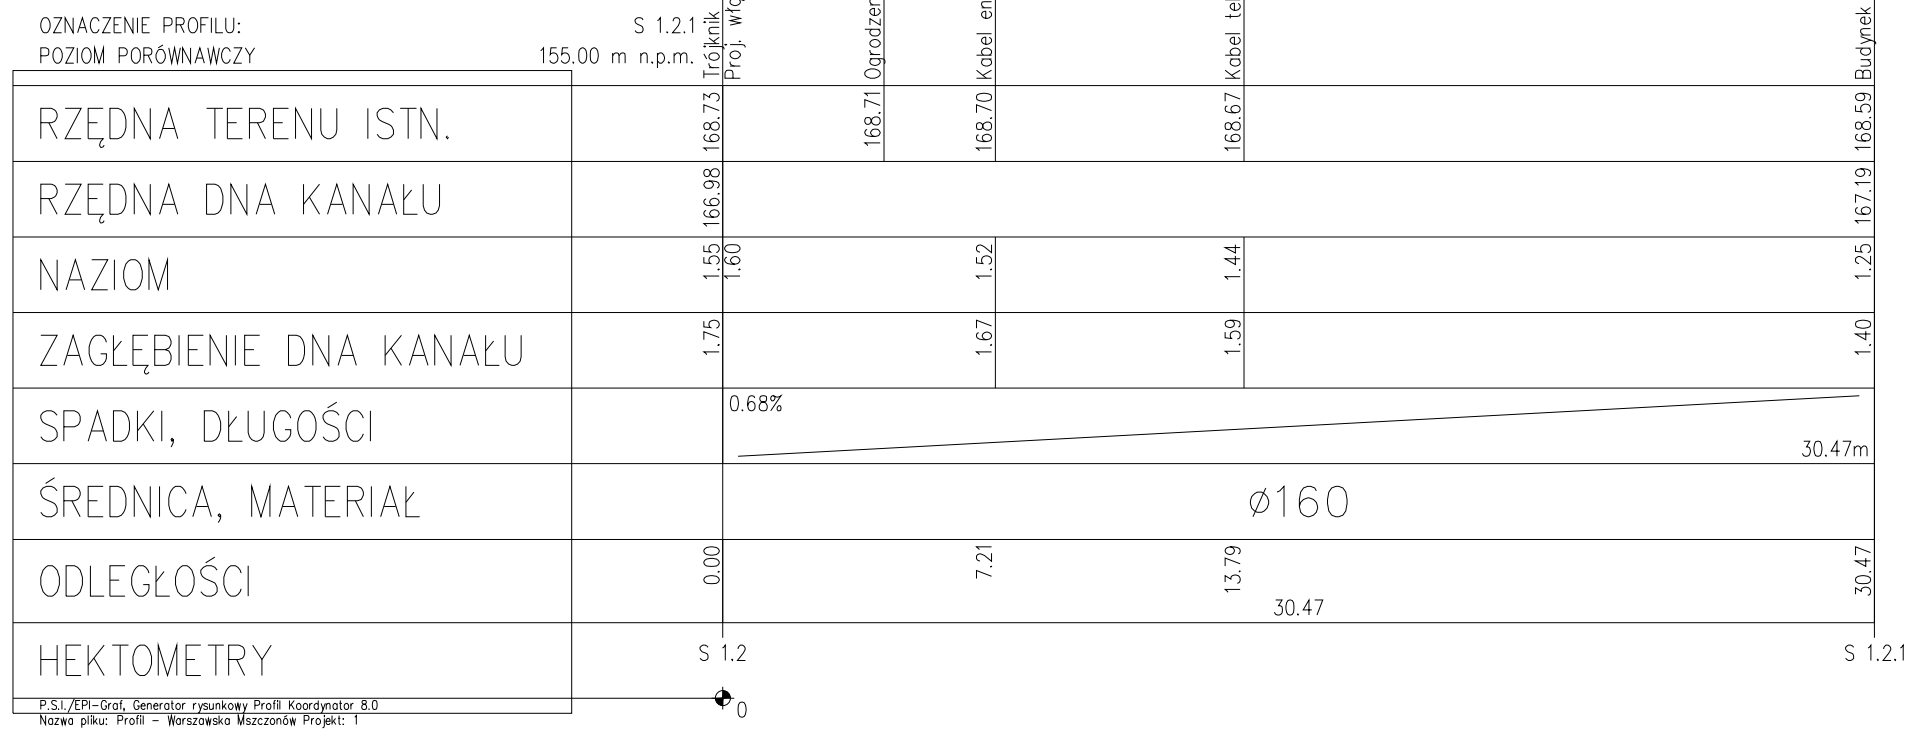 OZNACZENIE PROFILU: S 1.2.1
POZIOM PORÓWNAWCZY 155.00 m n.p.m.
Trójknik
Proj.
Kabel
Kabel
Budynek
RZĘDNA TERENU ISTN. 168.73 168.71 168.70 168.67 168.59
RZĘDNA DNA KANAŁU 166.98 167.19
NAZIOM 1.55 1.60 1.52 1.44 1.25
ZAGŁĘBIENIE DNA KANAŁU 1.75 1.67 1.59 1.40
SPADKI, DŁUGOŚCI 0.68% 30.47m
ŚREDNICA, MATERIAŁ ø160
ODLEGŁOŚCI 0.00 7.21 13.79 30.47
30.47
HEKTOMETRY S 1.2 S 1.2.1
0
P.S.I./EPI-Graf, Generator rysunkowy Profil Koordynator 8.0
Nazwa pliku: Profil - Warszawska Mszczonów Projekt: 1